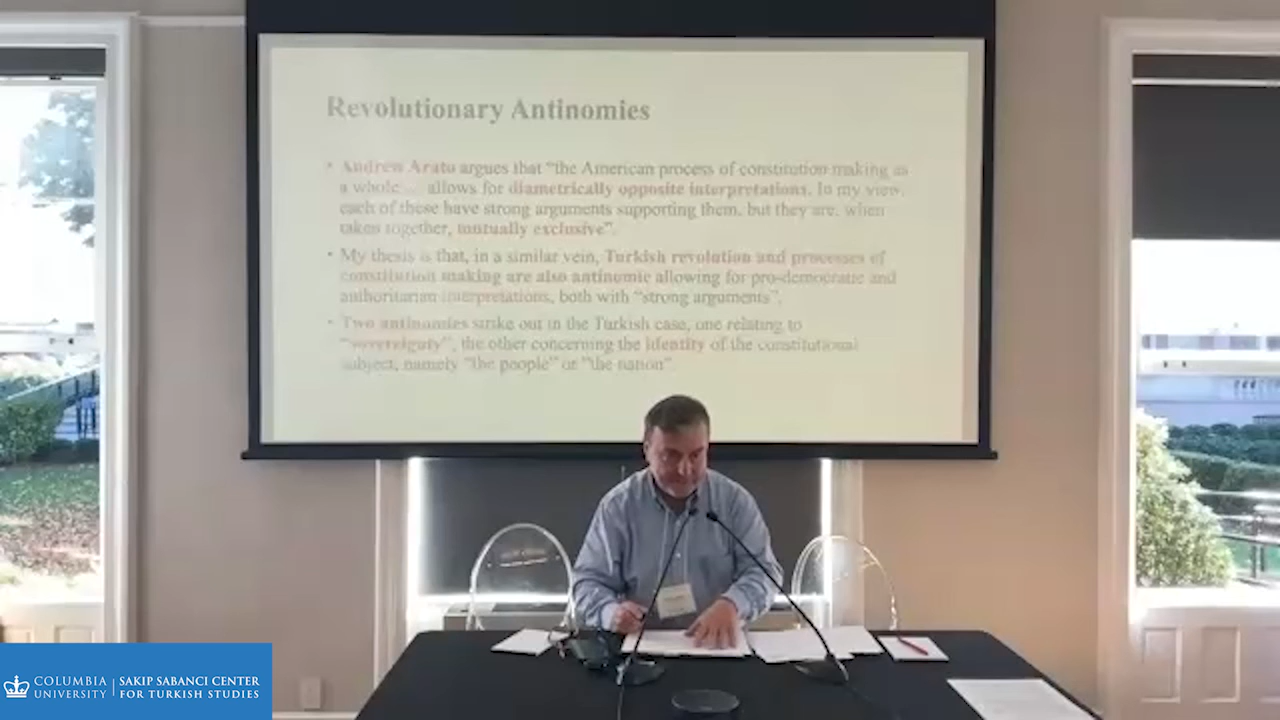 Revolutionary Antinomies
• Andrew Arato argues that “the American process of constitution making as
a whole ... allows for diametrically opposite interpretations. In my view,
each of these have strong arguments supporting them, but they are, when
taken together, mutually exclusive”.
• My thesis is that, in a similar vein, Turkish revolution and processes of
constitution making are also antinomic allowing for pro-democratic and
authoritarian interpretations, both with “strong arguments”.
• Two antinomies strike out in the Turkish case, one relating to
“sovereignty”, the other concerning the identity of the constitutional
subject, namely “the people” or “the nation”.
COLUMBIA UNIVERSITY
SAKIP SABANCI CENTER
FOR TURKISH STUDIES